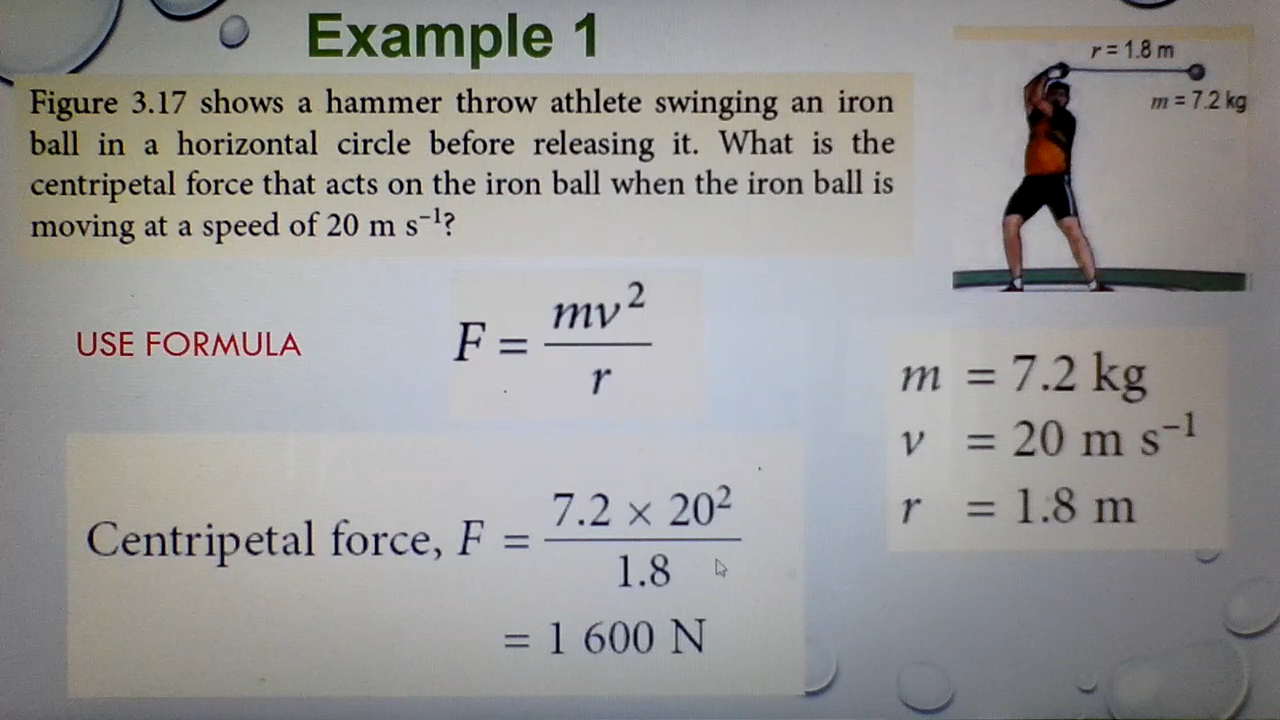 Example 1
r = 1.8 m
m = 7.2 kg
Figure 3.17 shows a hammer throw athlete swinging an iron
ball in a horizontal circle before releasing it. What is the
centripetal force that acts on the iron ball when the iron ball is
moving at a speed of 20 m s⁻¹?
USE FORMULA
F = mv²/r
m = 7.2 kg
v = 20 m s⁻¹
r = 1.8 m
Centripetal force, F = 7.2 × 20²/1.8
= 1 600 N